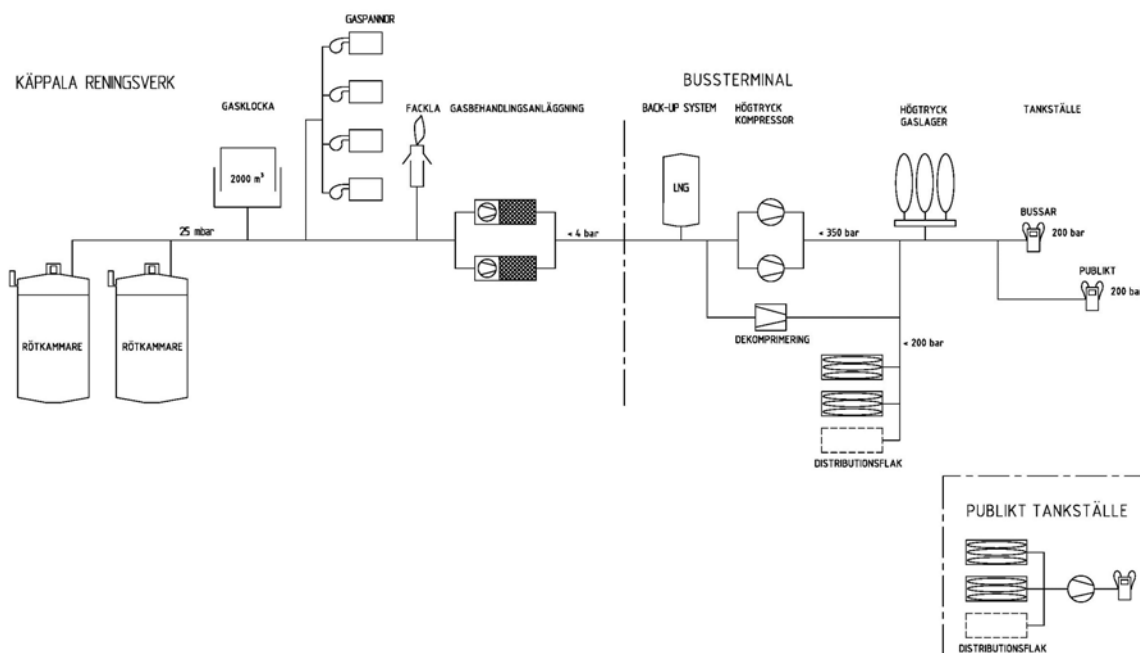 GASPANNOR
KÄPPALA RENINGSVERK
BUSSTERMINAL
GASKLOCKA
FACKLA
GASBEHANDLINGSANLÄGGNING
BACK-UP SYSTEM
HÖGTRYCK
KOMPRESSOR
HÖGTRYCK
GASLAGER
TANKSTÄLLE
2000 m³
LNG
BUSSAR
25 mbar
< 4 bar
< 350 bar
200 bar
PUBLIKT
200 bar
RÖTKAMMARE
RÖTKAMMARE
DEKOMPRIMERING
< 200 bar
DISTRIBUTIONSFLAK
PUBLIKT TANKSTÄLLE
DISTRIBUTIONSFLAK